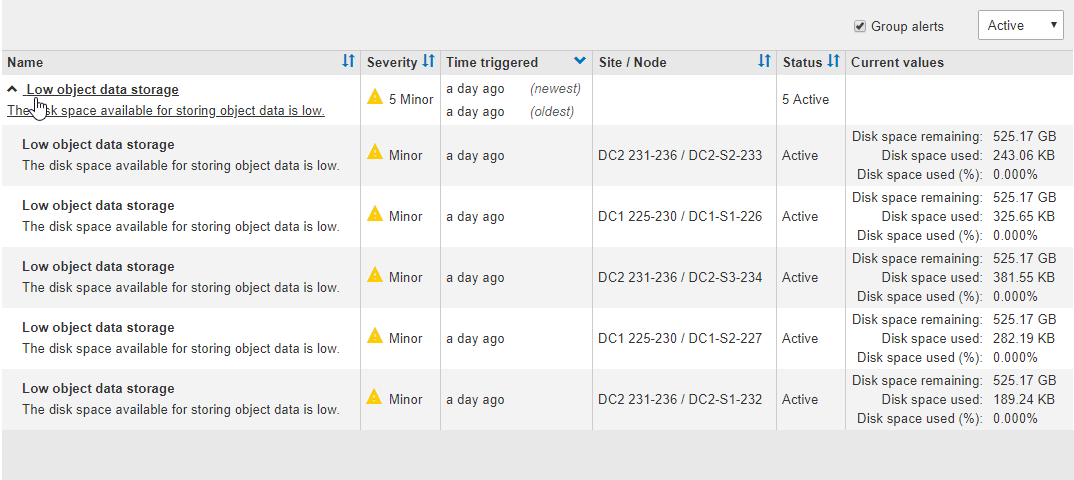 Group alerts Active
Name Severity Time triggered Site / Node Status Current values
Low object data storage
The disk space available for storing object data is low.
5 Minor
a day ago (newest)
a day ago (oldest)
5 Active
Low object data storage
The disk space available for storing object data is low.
Minor
a day ago
DC2 231-236 / DC2-S2-233
Active
Disk space remaining: 525.17 GB
Disk space used: 243.06 KB
Disk space used (%): 0.000%
Low object data storage
The disk space available for storing object data is low.
Minor
a day ago
DC1 225-230 / DC1-S1-226
Active
Disk space remaining: 525.17 GB
Disk space used: 325.65 KB
Disk space used (%): 0.000%
Low object data storage
The disk space available for storing object data is low.
Minor
a day ago
DC2 231-236 / DC2-S3-234
Active
Disk space remaining: 525.17 GB
Disk space used: 381.55 KB
Disk space used (%): 0.000%
Low object data storage
The disk space available for storing object data is low.
Minor
a day ago
DC1 225-230 / DC1-S2-227
Active
Disk space remaining: 525.17 GB
Disk space used: 282.19 KB
Disk space used (%): 0.000%
Low object data storage
The disk space available for storing object data is low.
Minor
a day ago
DC2 231-236 / DC2-S1-232
Active
Disk space remaining: 525.17 GB
Disk space used: 189.24 KB
Disk space used (%): 0.000%